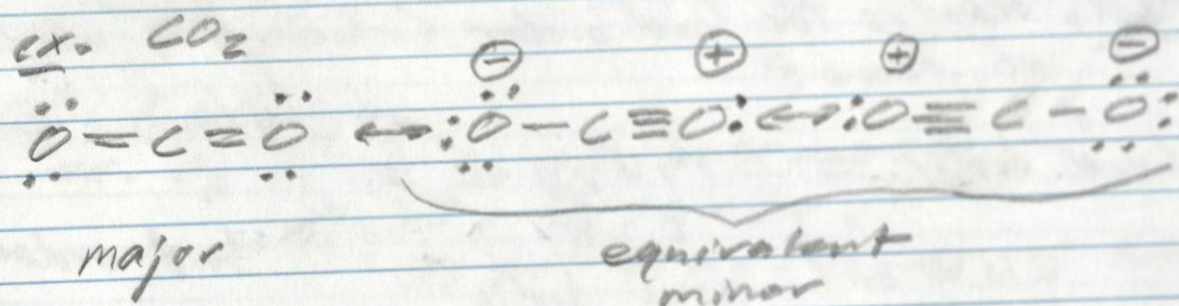 ex. CO₂
⊖ ⊕ ⊕ ⊖
:Ö=C=Ö: ↔ :Ö-C≡O: ↔ :O≡C-Ö:
major equivalent
minor